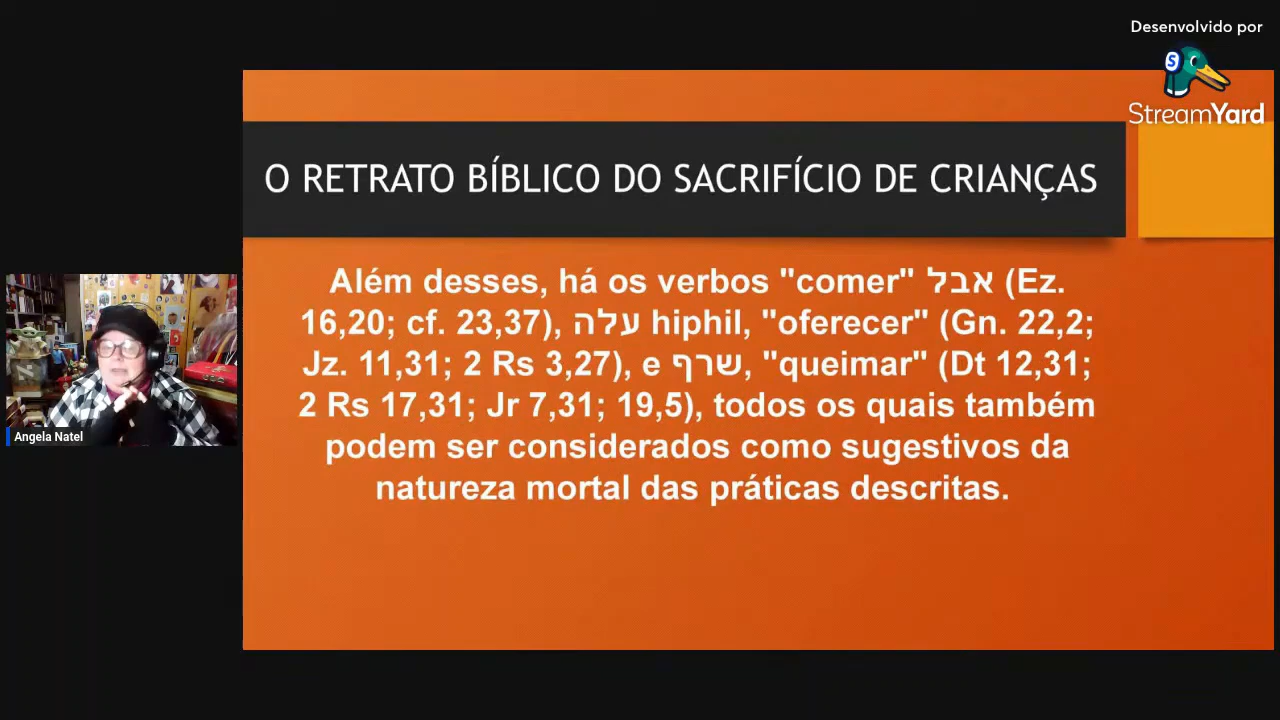 Desenvolvido por
StreamYard
O RETRATO BÍBLICO DO SACRIFÍCIO DE CRIANÇAS
Além desses, há os verbos "comer" אבל (Ez.
16,20; cf. 23,37), עלה hiphil, "oferecer" (Gn. 22,2;
Jz. 11,31; 2 Rs 3,27), e שרף, "queimar" (Dt 12,31;
2 Rs 17,31; Jr 7,31; 19,5), todos os quais também
podem ser considerados como sugestivos da
natureza mortal das práticas descritas.
Angela Natel